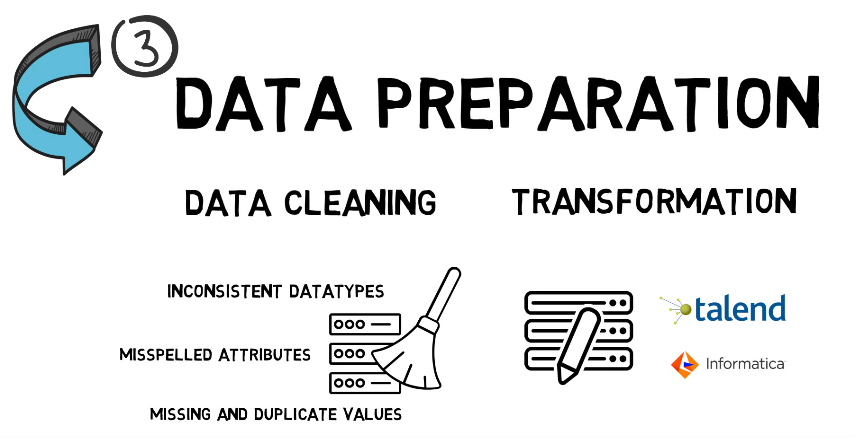 3
DATA PREPARATION
DATA CLEANING
TRANSFORMATION
INCONSISTENT DATATYPES
MISSPELLED ATTRIBUTES
MISSING AND DUPLICATE VALUES
talend
Informatica